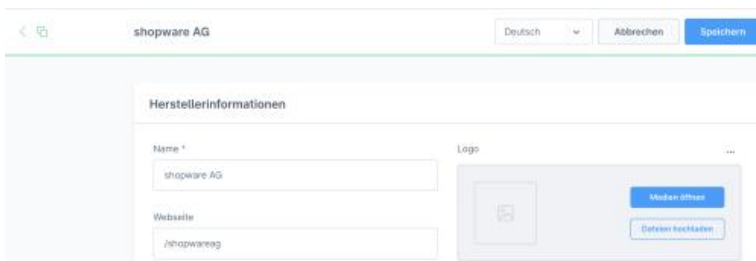 shopware AG
Deutsch
Abbrechen
Speichern
Herstellerinformationen
Name *
shopware AG
Logo
...
Medien öffnen
Dateien hochladen
Webseite
/shopwareag